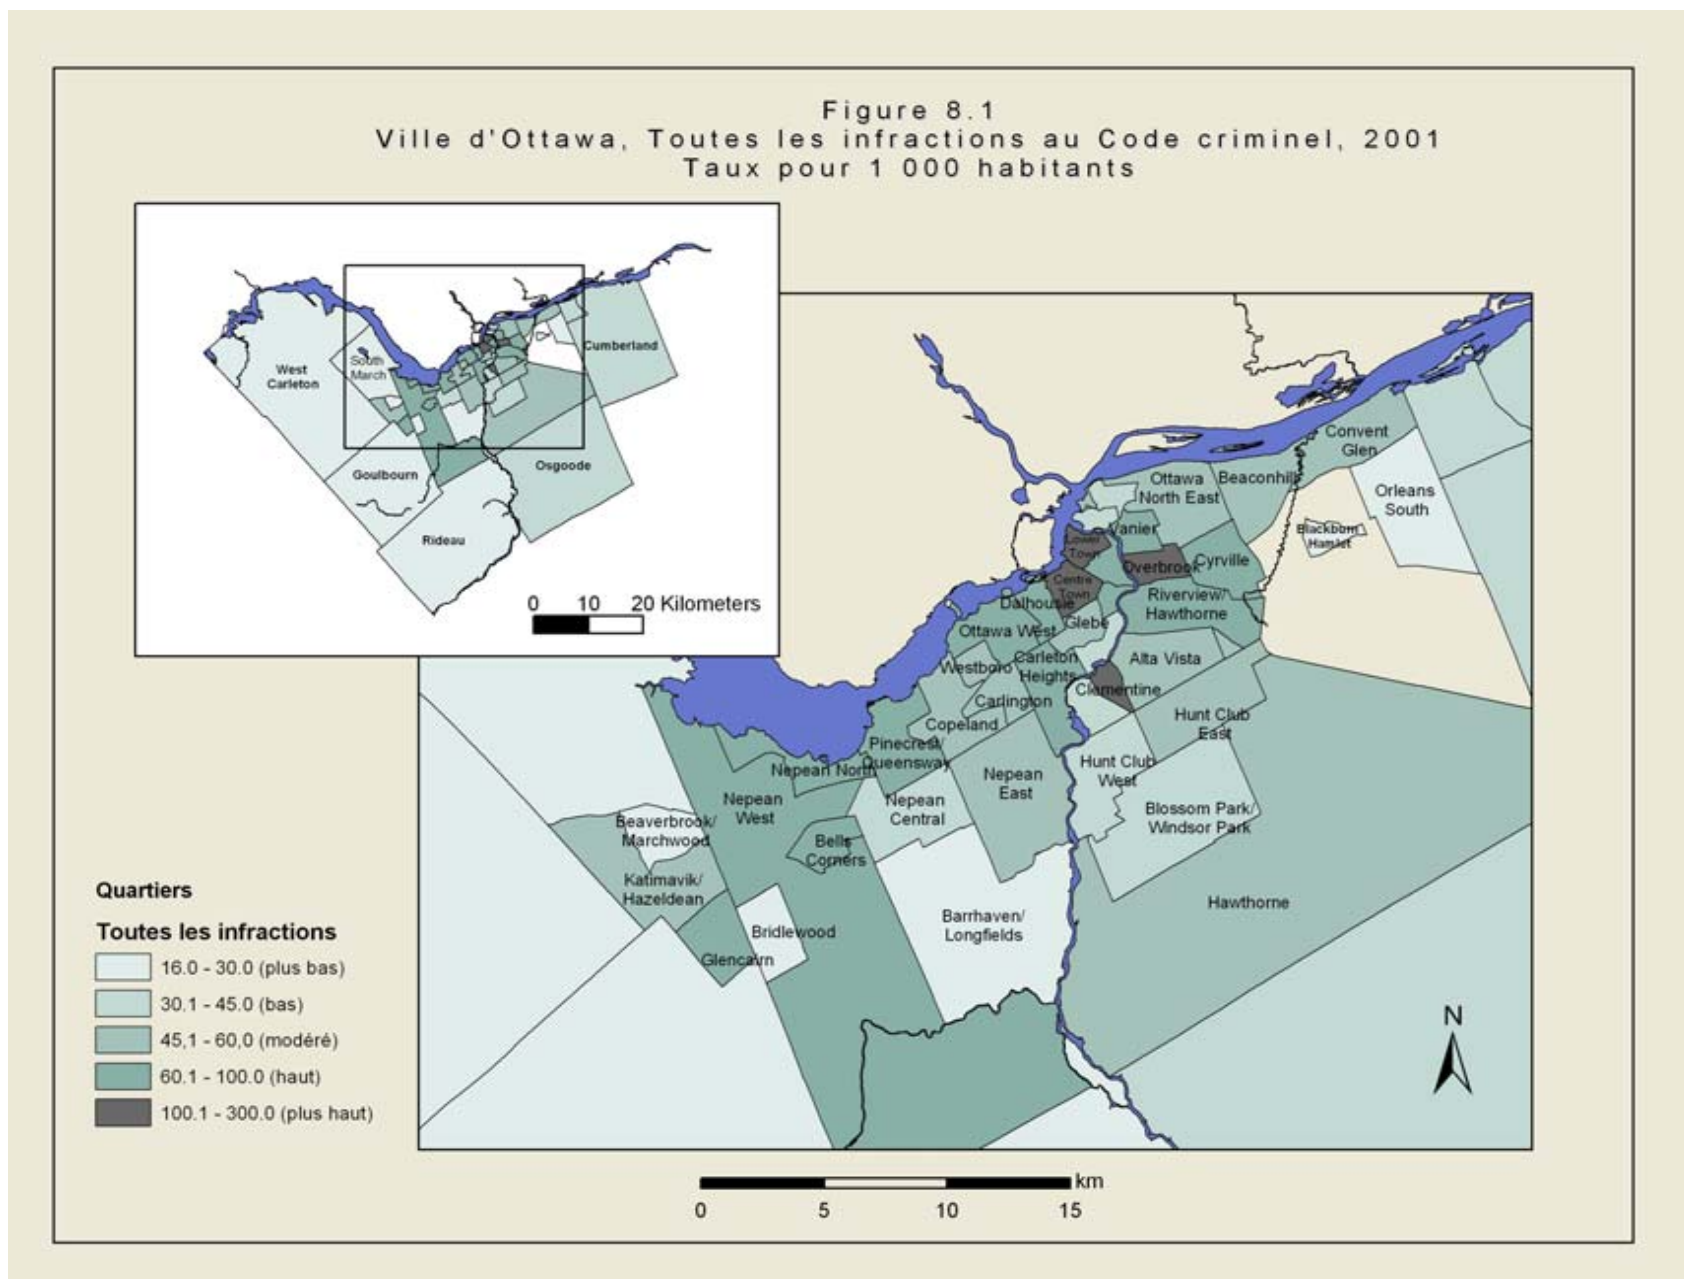 Figure 8.1
Ville d'Ottawa, Toutes les infractions au Code criminel, 2001
Taux pour 1 000 habitants
West
Carleton
South
March
Cumberland
Goulbourn
Osgoode
Rideau
0 10 20 Kilometers
Convent
Glen
Ottawa
North East
Beaconhill
Orleans
South
Blackburn
Hamlet
Vanier
Lower
Town
Overbrook
Cyrville
Centre
Town
Dalhousie
Riverview/
Hawthorne
Glebe
Ottawa West
Westboro
Carleton
Heights
Alta Vista
Clementine
Carlington
Copeland
Hunt Club
East
Pinecrest/
Queensway
Nepean North
Nepean
East
Hunt Club
West
Nepean
West
Nepean
Central
Blossom Park/
Windsor Park
Beaverbrook/
Marchwood
Bells
Corners
Katimavik/
Hazeldean
Hawthorne
Barrhaven/
Longfields
Bridlewood
Glencairn
Quartiers
Toutes les infractions
16.0 - 30.0 (plus bas)
30.1 - 45.0 (bas)
45,1 - 60,0 (modéré)
60.1 - 100.0 (haut)
100.1 - 300.0 (plus haut)
N
km
0 5 10 15